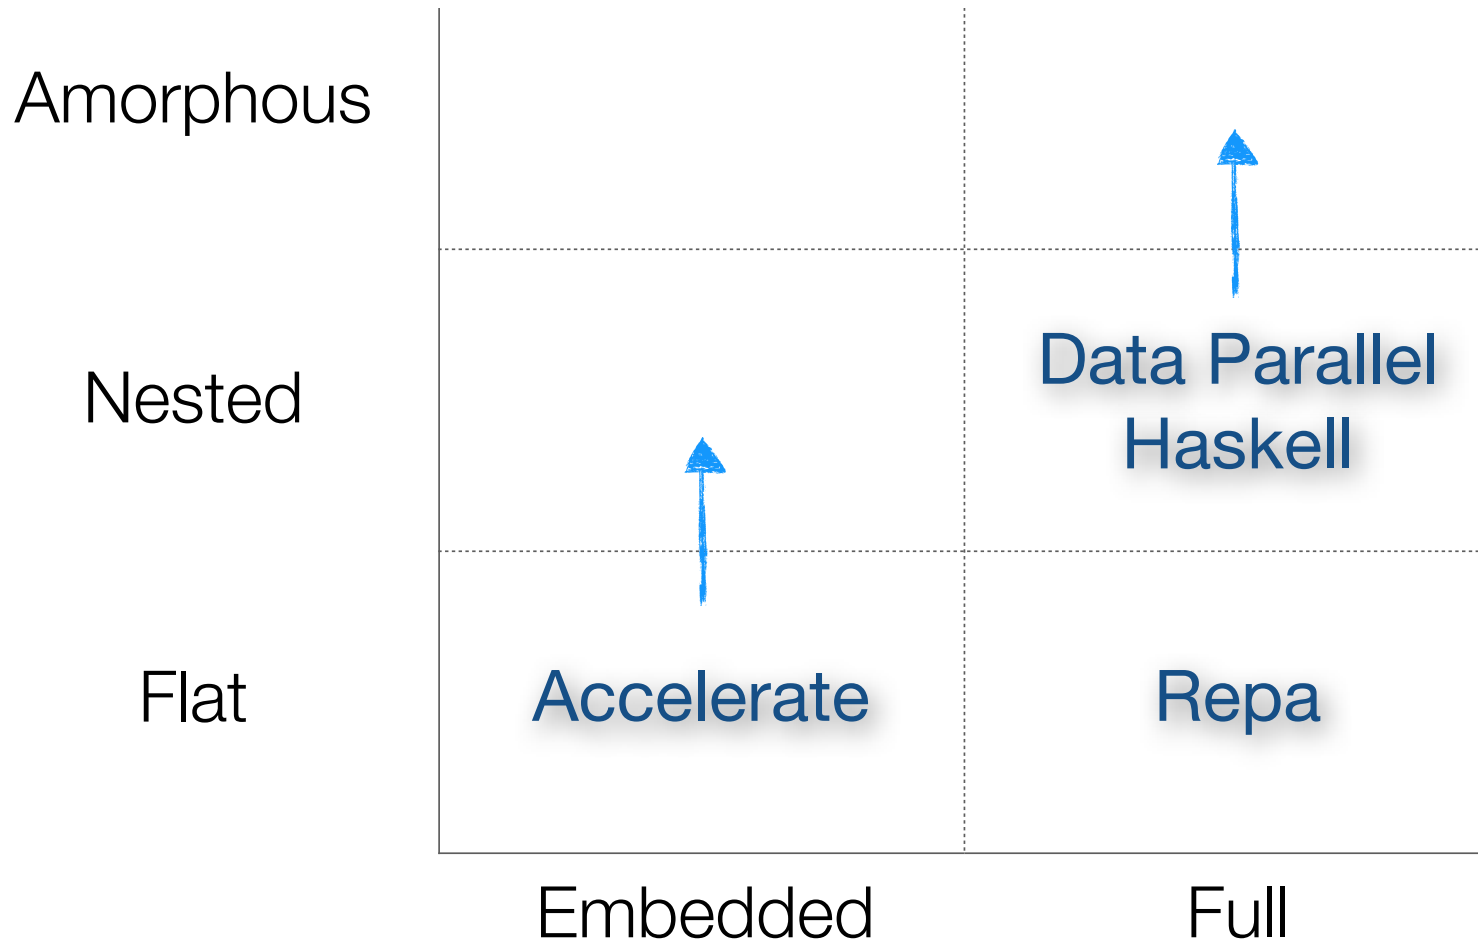 Amorphous
Nested
Data Parallel
Haskell
Flat
Accelerate
Repa
Embedded
Full